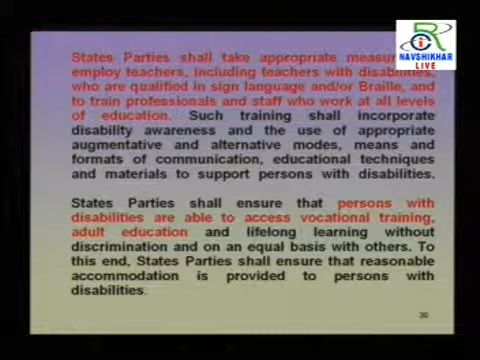 NAVSHIKHAR
LIVE
States Parties shall take appropriate
employ teachers, including teachers with disabilities,
who are qualified in sign language and/or Braille, and
to train professionals and staff who work at all levels
of education. Such training shall incorporate
disability awareness and the use of appropriate
augmentative and alternative modes, means and
formats of communication, educational techniques
and materials to support persons with disabilities.
States Parties shall ensure that persons with
disabilities are able to access vocational training,
adult education and lifelong learning without
discrimination and on an equal basis with others. To
this end, States Parties shall ensure that reasonable
accommodation is provided to persons with
disabilities.
30